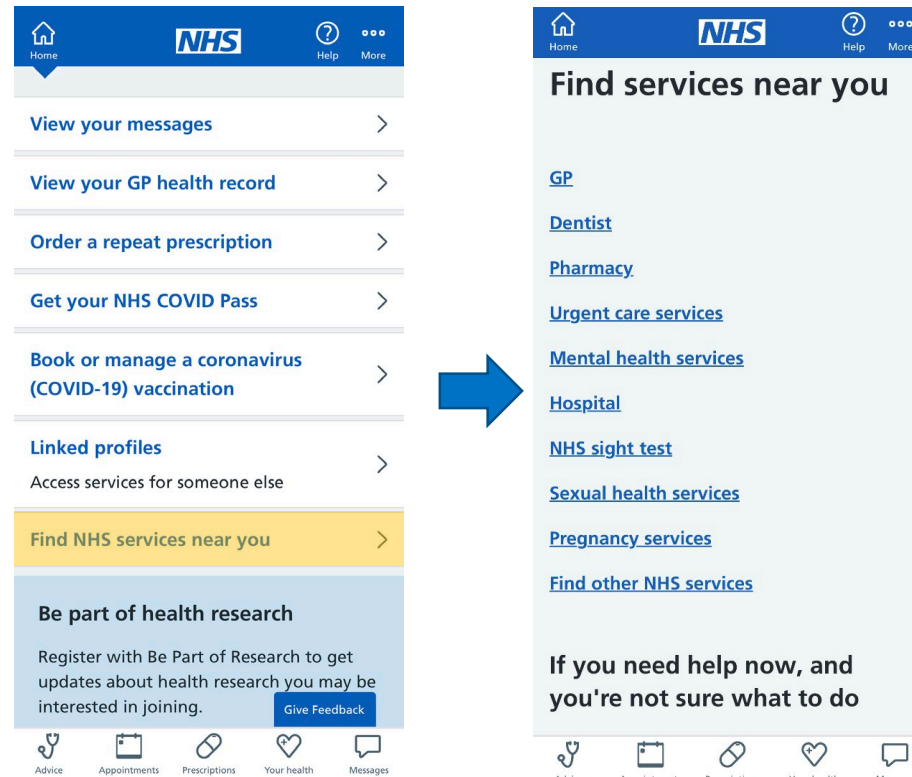 Home
NHS
Help
More
View your messages
View your GP health record
Order a repeat prescription
Get your NHS COVID Pass
Book or manage a coronavirus
(COVID-19) vaccination
Linked profiles
Access services for someone else
Find NHS services near you
Be part of health research
Register with Be Part of Research to get
updates about health research you may be
interested in joining.
Give Feedback
Advice
Appointments
Prescriptions
Your health
Messages
Home
NHS
Help
More
Find services near you
GP
Dentist
Pharmacy
Urgent care services
Mental health services
Hospital
NHS sight test
Sexual health services
Pregnancy services
Find other NHS services
If you need help now, and
you're not sure what to do